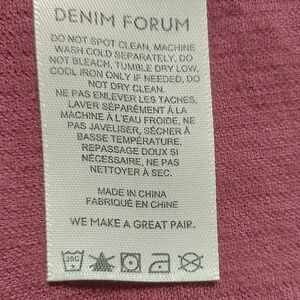 DENIM FORUM
DO NOT SPOT CLEAN, MACHINE
WASH COLD SEPARATELY, DO
NOT BLEACH, TUMBLE DRY LOW,
COOL IRON ONLY IF NEEDED, DO
NOT DRY CLEAN.
NE PAS ENLEVER LES TACHES,
LAVER SÉPARÉMENT À LA
MACHINE À L'EAU FROIDE, NE
PAS JAVELISER, SÉCHER À
BASSE TEMPÉRATURE,
REPASSAGE DOUX SI
NÉCESSAIRE, NE PAS
NETTOYER À SEC.
MADE IN CHINA
FABRIQUÉ EN CHINE
WE MAKE A GREAT PAIR.
30C